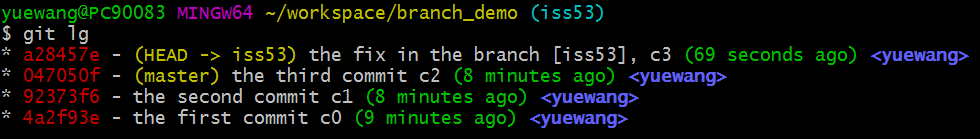 yuewang@PC90083 MINGW64 ~/workspace/branch_demo (iss53)
$ git lg
* a28457e - (HEAD -> iss53) the fix in the branch [iss53], c3 (69 seconds ago) <yuewang>
* 047050f - (master) the third commit c2 (8 minutes ago) <yuewang>
* 92373f6 - the second commit c1 (8 minutes ago) <yuewang>
* 4a2f93e - the first commit c0 (9 minutes ago) <yuewang>